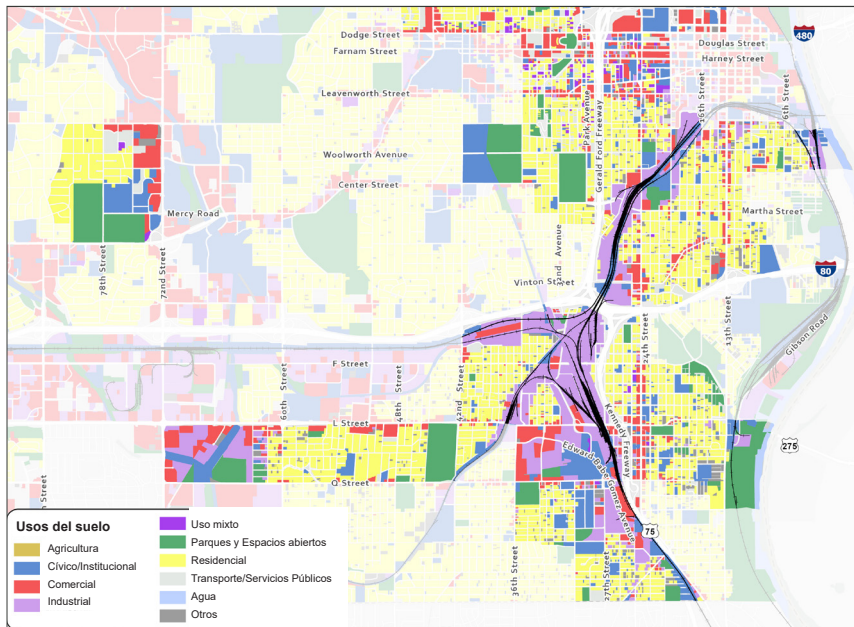 Dodge Street
Farnam Street
Leavenworth Street
Woolworth Avenue
Center Street
Mercy Road
78th Street
72nd Street
Park Avenue
Gerald Ford Freeway
480
Douglas Street
Harney Street
16th Street
6th Street
Martha Street
Vinton Street
Avenue
80
24th Street
13th Street
Gibson Road
F Street
60th Street
48th Street
42nd Street
L Street
Q Street
Kennedy Freeway
Edward Babe Gomez Avenue
275
75
36th Street
27th Street
Street
Usos del suelo
Agricultura
Cívico/Institucional
Comercial
Industrial
Uso mixto
Parques y Espacios abiertos
Residencial
Transporte/Servicios Públicos
Agua
Otros